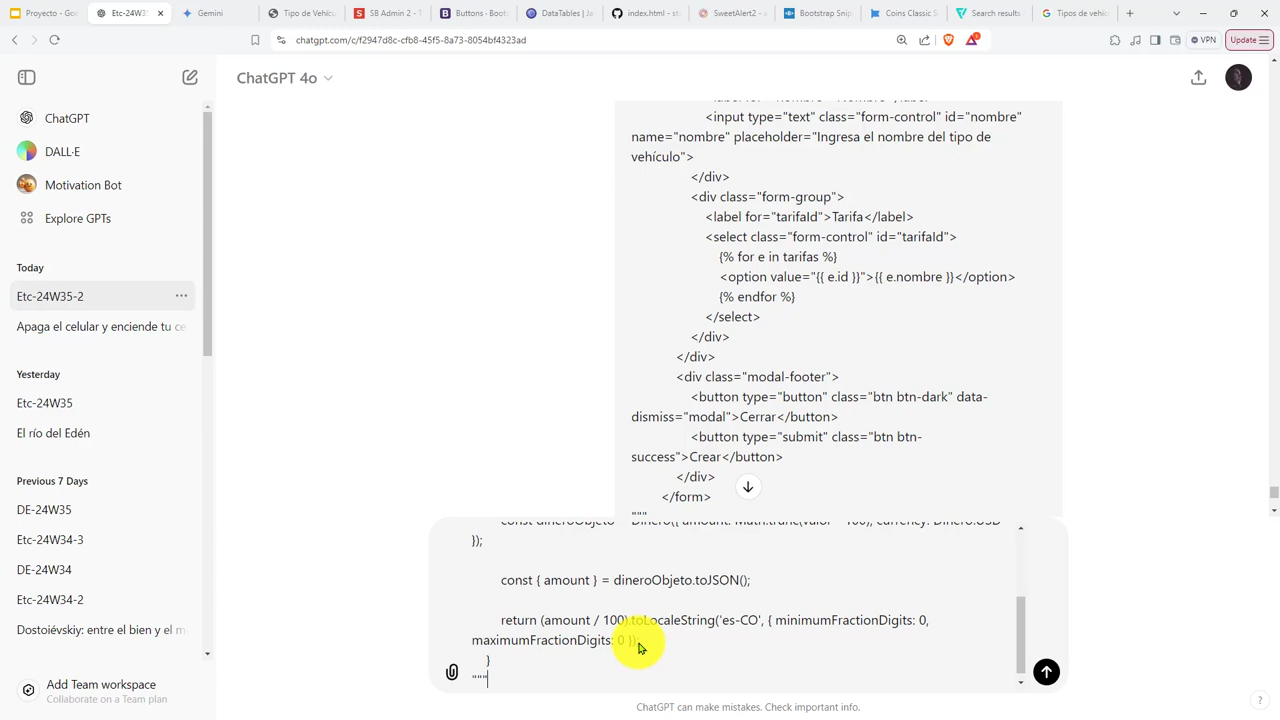 Proyecto - Goo
Etc-24W35
Gemini
Tipo de Vehícu
SB Admin 2 - T
Buttons · Boots
DataTables | Ja
index.html - sta
SweetAlert2 - a
Bootstrap Snip
Coins Classic S
Search results
Tipos de vehíc
chatgpt.com/c/f2947d8c-cfb8-45f5-8a73-8054bf4323ad
VPN
Update
ChatGPT 4o
ChatGPT
DALL·E
Motivation Bot
Explore GPTs
Today
Etc-24W35-2
Apaga el celular y enciende tu ce
Yesterday
Etc-24W35
El río del Edén
Previous 7 Days
DE-24W35
Etc-24W34-3
DE-24W34
Etc-24W34-2
Dostoiévskiy: entre el bien y el m
Add Team workspace
Collaborate on a Team plan
<input type="text" class="form-control" id="nombre"
name="nombre" placeholder="Ingresa el nombre del tipo de
vehículo">
</div>
<div class="form-group">
<label for="tarifaId">Tarifa</label>
<select class="form-control" id="tarifaId">
{% for e in tarifas %}
<option value="{{ e.id }}">{{ e.nombre }}</option>
{% endfor %}
</select>
</div>
</div>
<div class="modal-footer">
<button type="button" class="btn btn-dark" data-
dismiss="modal">Cerrar</button>
<button type="submit" class="btn btn-
success">Crear</button>
</div>
</form>
"""
});
const { amount } = dineroObjeto.toJSON();
return (amount / 100).toLocaleString('es-CO', { minimumFractionDigits: 0,
maximumFractionDigits: 0 });
}
"""
ChatGPT can make mistakes. Check important info.
?